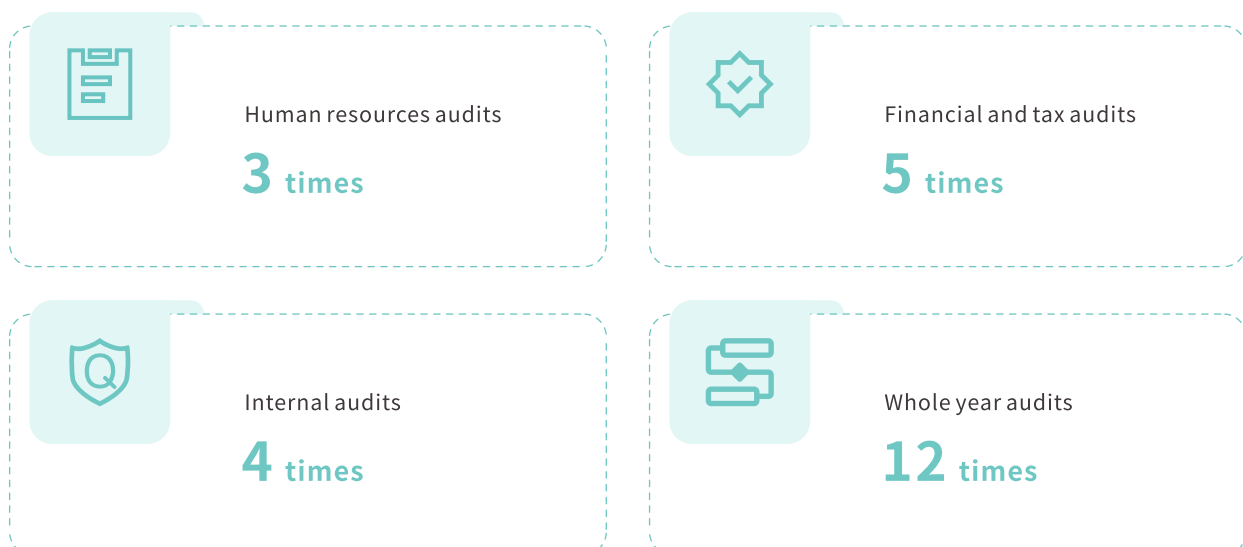 Human resources audits
3 times
Financial and tax audits
5 times
Q
Internal audits
4 times
Whole year audits
12 times